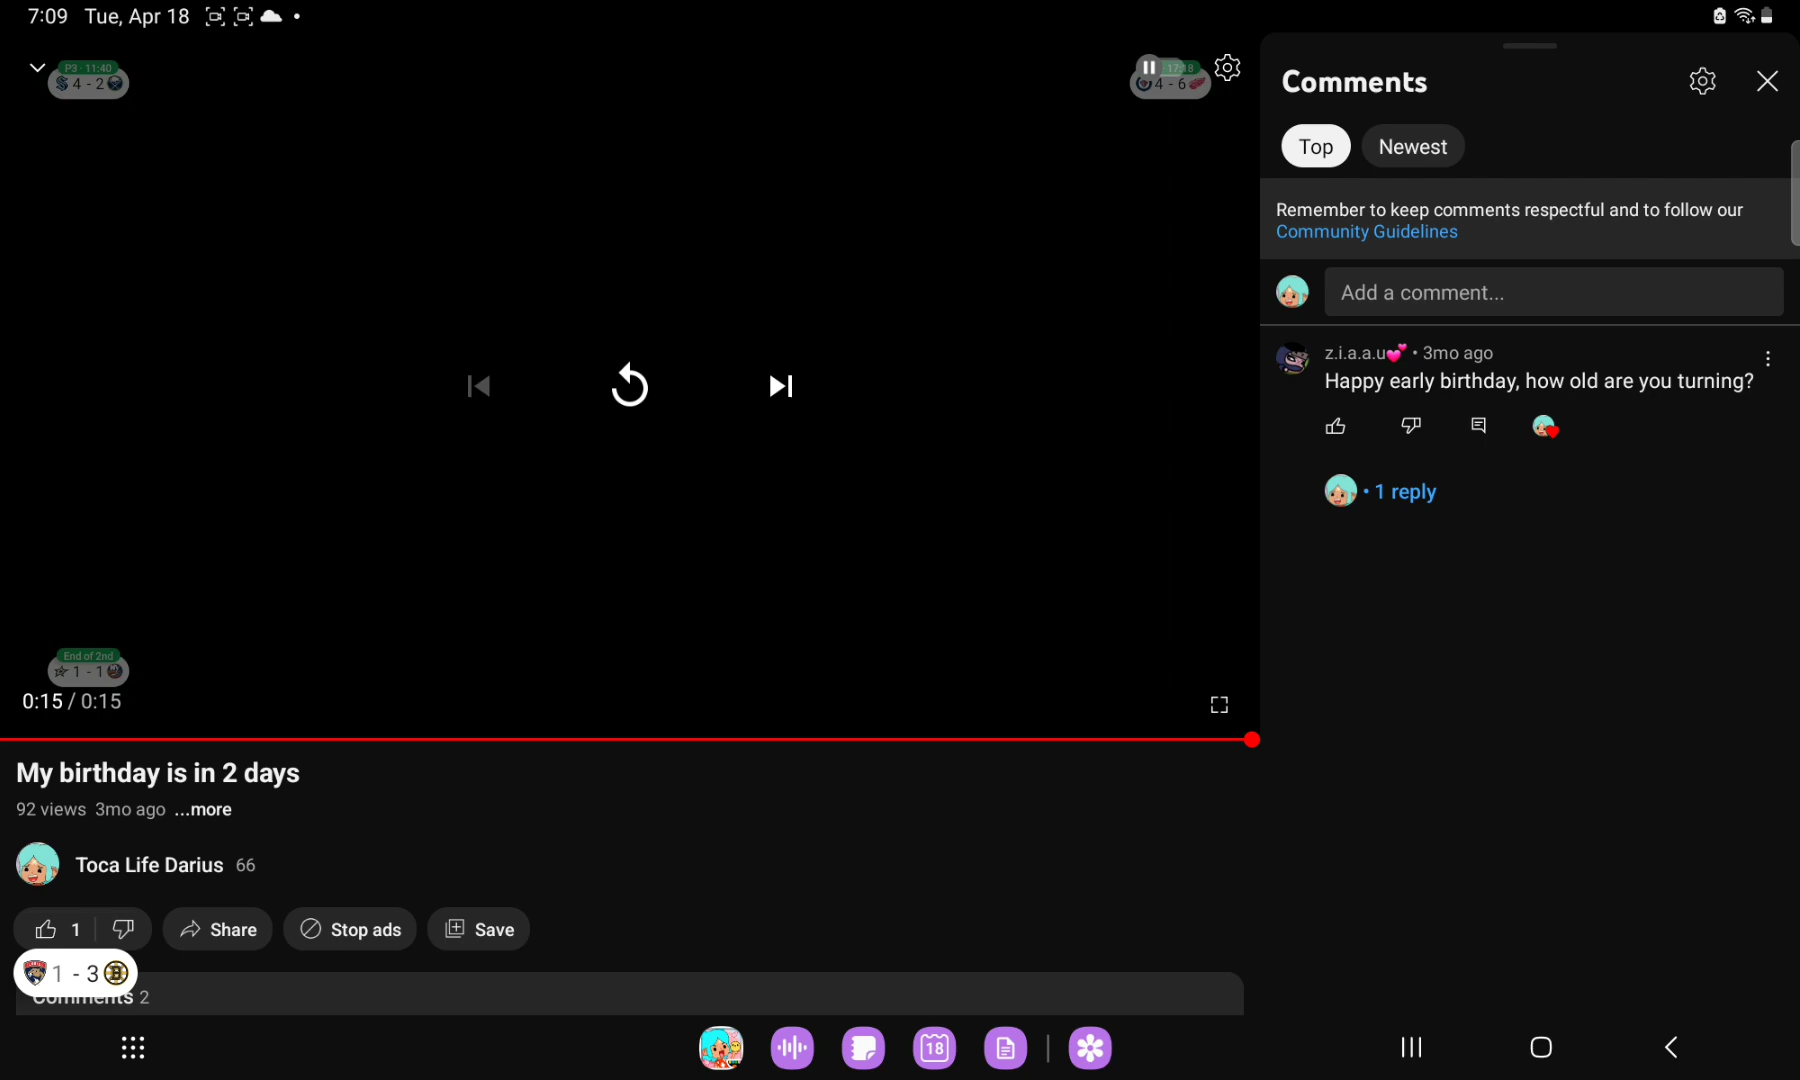 7:09 Tue, Apr 18
P3 - 11:40
4 - 2
17:18
4 - 6
Comments
Top
Newest
Remember to keep comments respectful and to follow our
Community Guidelines
Add a comment...
z.i.a.a.u💕 • 3mo ago
Happy early birthday, how old are you turning?
• 1 reply
End of 2nd
1 - 1
0:15 / 0:15
My birthday is in 2 days
92 views 3mo ago ...more
Toca Life Darius 66
1
Share
Stop ads
Save
1 - 3
Comments 2
18